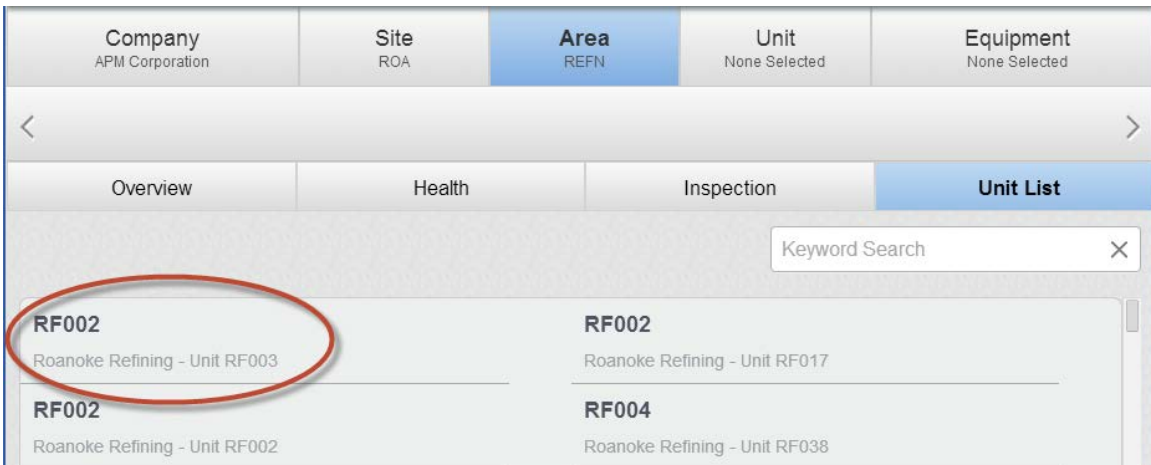 Company Site Area Unit Equipment
APM Corporation ROA REFN None Selected None Selected
Overview Health Inspection Unit List
Keyword Search
RF002 RF002
Roanoke Refining - Unit RF003 Roanoke Refining - Unit RF017
RF002 RF004
Roanoke Refining - Unit RF002 Roanoke Refining - Unit RF038